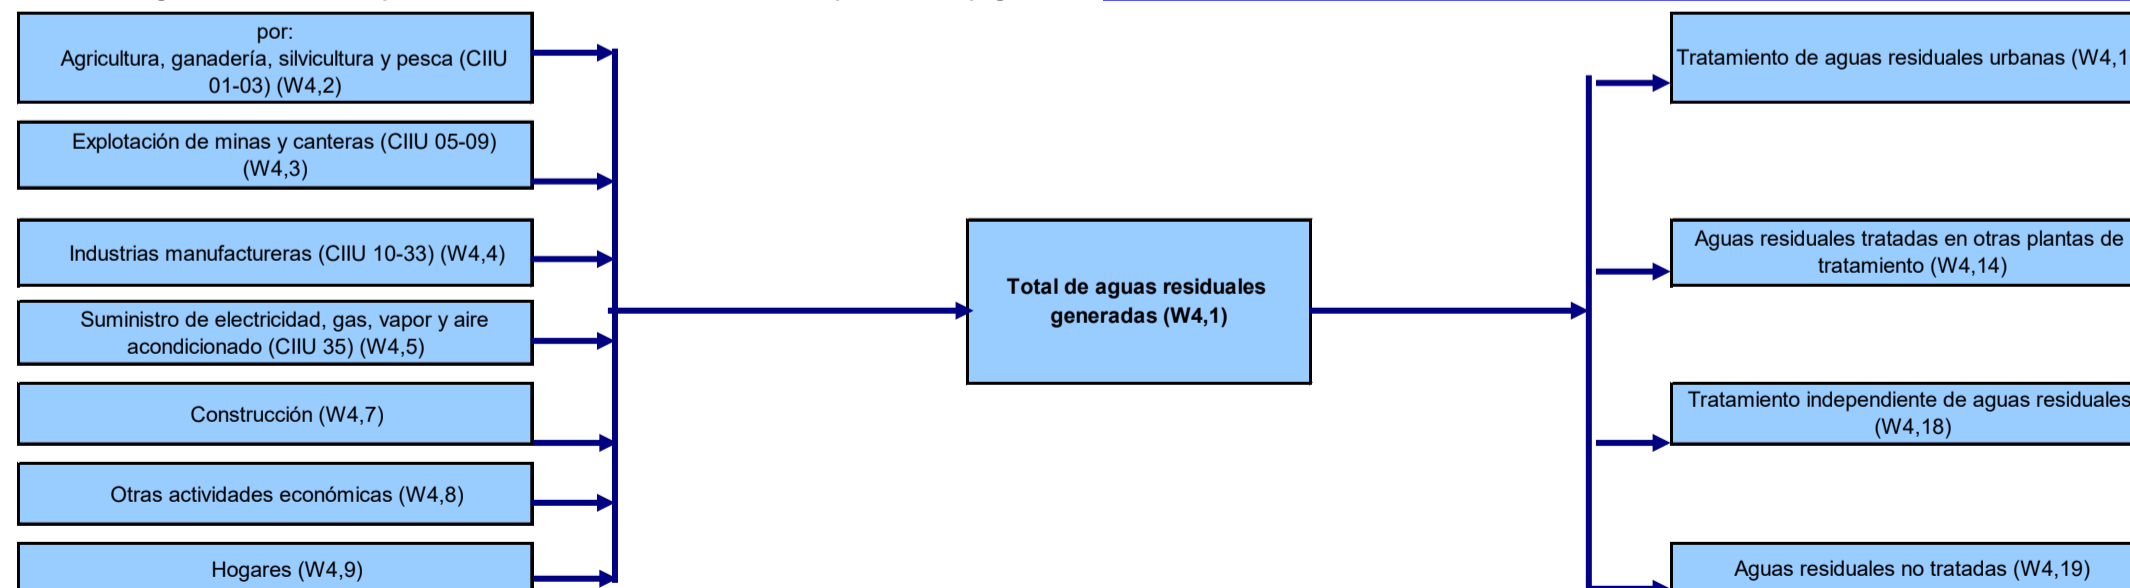 por:
Agricultura, ganadería, silvicultura y pesca (CIIU
01-03) (W4,2)
Explotación de minas y canteras (CIIU 05-09)
(W4,3)
Industrias manufactureras (CIIU 10-33) (W4,4)
Suministro de electricidad, gas, vapor y aire
acondicionado (CIIU 35) (W4,5)
Construcción (W4,7)
Otras actividades económicas (W4,8)
Hogares (W4,9)
Total de aguas residuales
generadas (W4,1)
Tratamiento de aguas residuales urbanas (W4,1
Aguas residuales tratadas en otras plantas de
tratamiento (W4,14)
Tratamiento independiente de aguas residuales
(W4,18)
Aguas residuales no tratadas (W4,19)